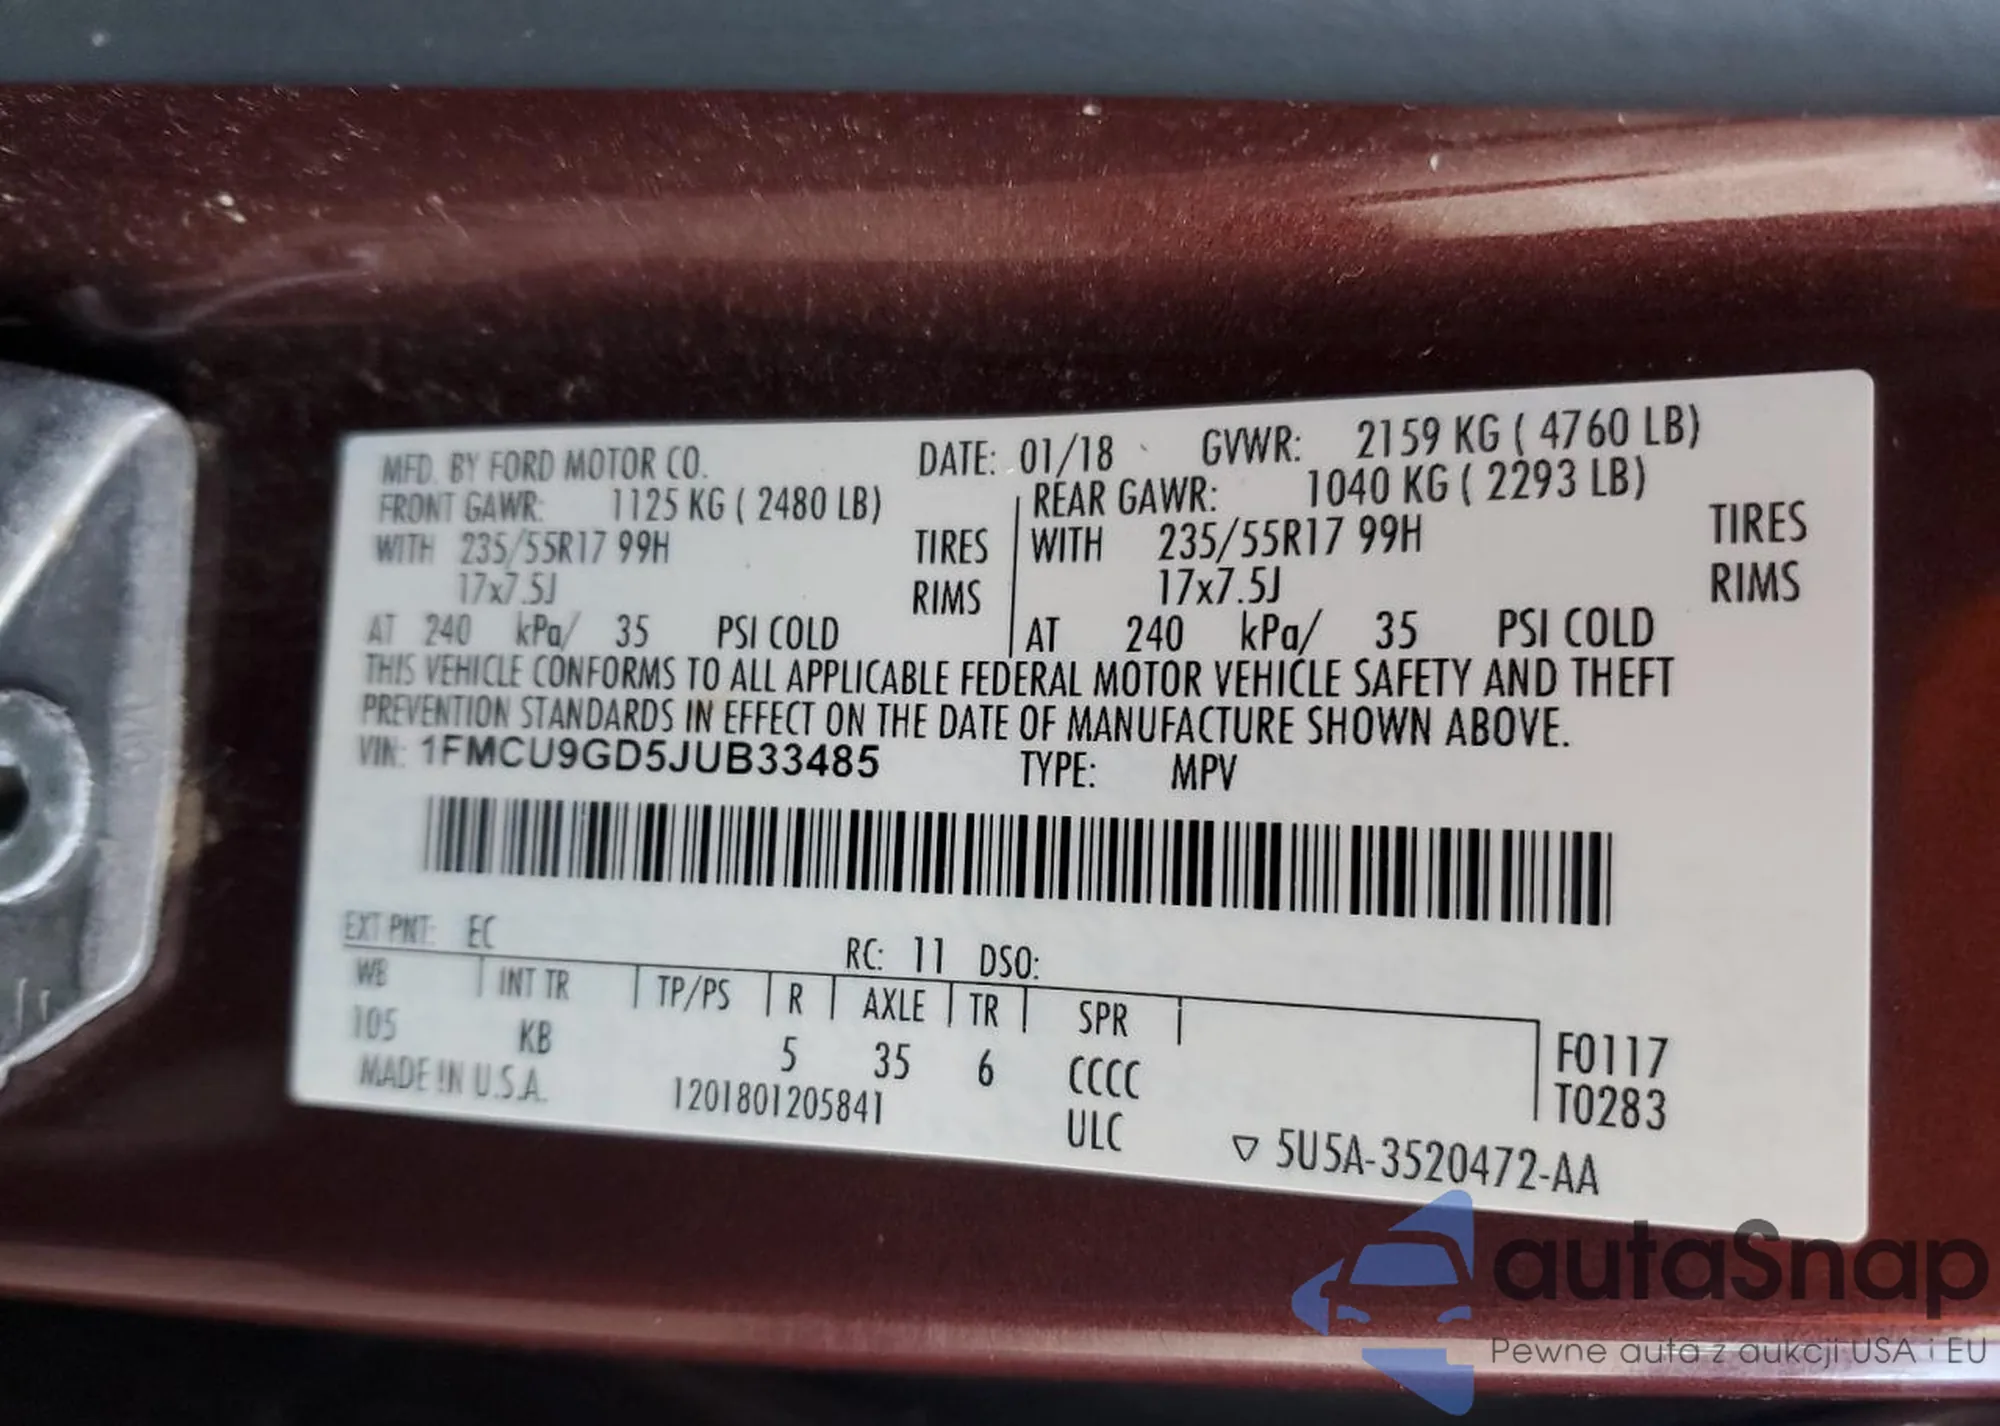 MFD. BY FORD MOTOR CO. DATE: 01/18 GVWR: 2159 KG ( 4760 LB)
FRONT GAWR: 1125 KG ( 2480 LB) REAR GAWR: 1040 KG ( 2293 LB)
WITH 235/55R17 99H TIRES WITH 235/55R17 99H TIRES
17x7.5J RIMS 17x7.5J RIMS
AT 240 kPa/ 35 PSI COLD AT 240 kPa/ 35 PSI COLD
THIS VEHICLE CONFORMS TO ALL APPLICABLE FEDERAL MOTOR VEHICLE SAFETY AND THEFT
PREVENTION STANDARDS IN EFFECT ON THE DATE OF MANUFACTURE SHOWN ABOVE.
VIN: 1FMCU9GD5JUB33485 TYPE: MPV
EXT PNT: EC RC: 11 DSO:
WB INT TR TP/PS R AXLE TR SPR
105 KB 5 35 6 CCCC F0117
MADE IN U.S.A. 1201801205841 ULC T0283
▽ 5U5A-3520472-AA
autaSnap
Pewne auta z aukcji USA i EU